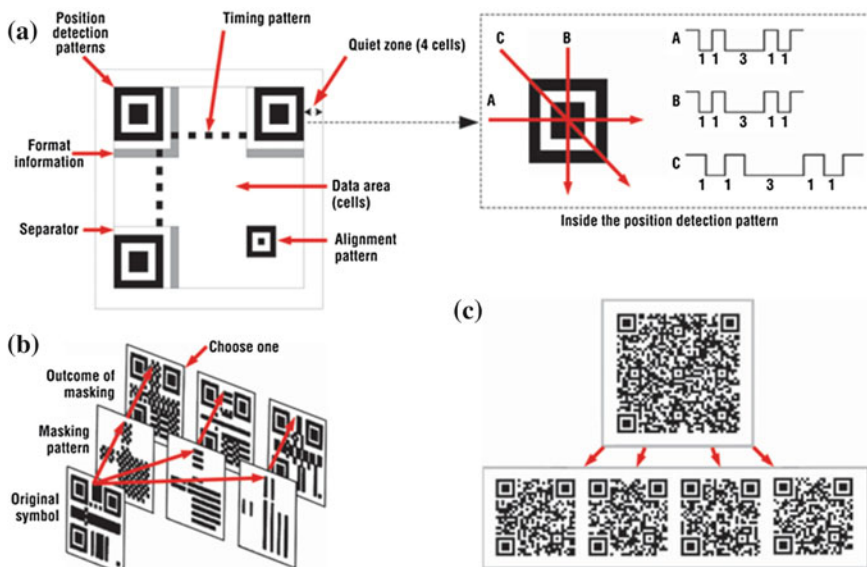 (a)
Position
detection
patterns
Timing pattern
Quiet zone (4 cells)
Format
information
Data area
(cells)
Separator
Alignment
pattern
C
B
A
A
1 1 3 1 1
B
1 1 3 1 1
C
1 1 3 1 1
Inside the position detection pattern
(b)
Choose one
Outcome of
masking
Masking
pattern
Original
symbol
(c)